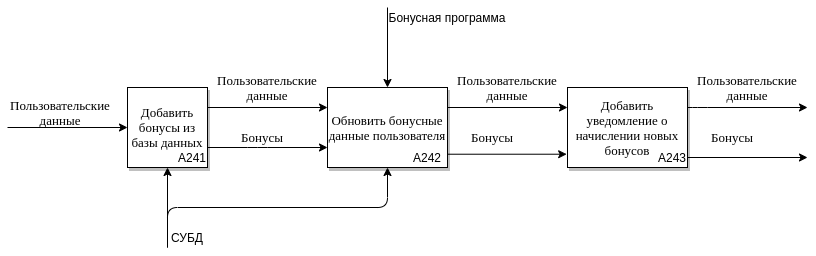 Бонусная программа
Пользовательские
данные
Добавить
бонусы из
базы данных
A241
Пользовательские
данные
Бонусы
Обновить бонусные
данные пользователя
A242
Пользовательские
данные
Бонусы
Добавить
уведомление о
начислении новых
бонусов
A243
Пользовательские
данные
Бонусы
СУБД